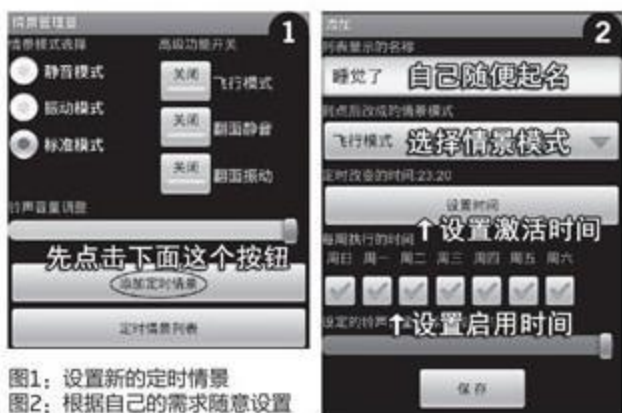 情景管理器
1
情景模式选择
高级功能开关
静音模式
关闭
飞行模式
振动模式
关闭
翻面静音
标准模式
关闭
翻面振动
铃声音量调整
先点击下面这个按钮
添加定时情景
定时情景列表
图1：设置新的定时情景
图2：根据自己的需求随意设置
添加
2
列表显示的名称
睡觉了
自己随便起名
到点后改成的情景模式
飞行模式
选择情景模式
定时改变的时间:23.20
设置时间
↑设置激活时间
每周执行的时间
周日 周一 周二 周三 周四 周五 周六
设定的铃声
↑设置启用时间
保存